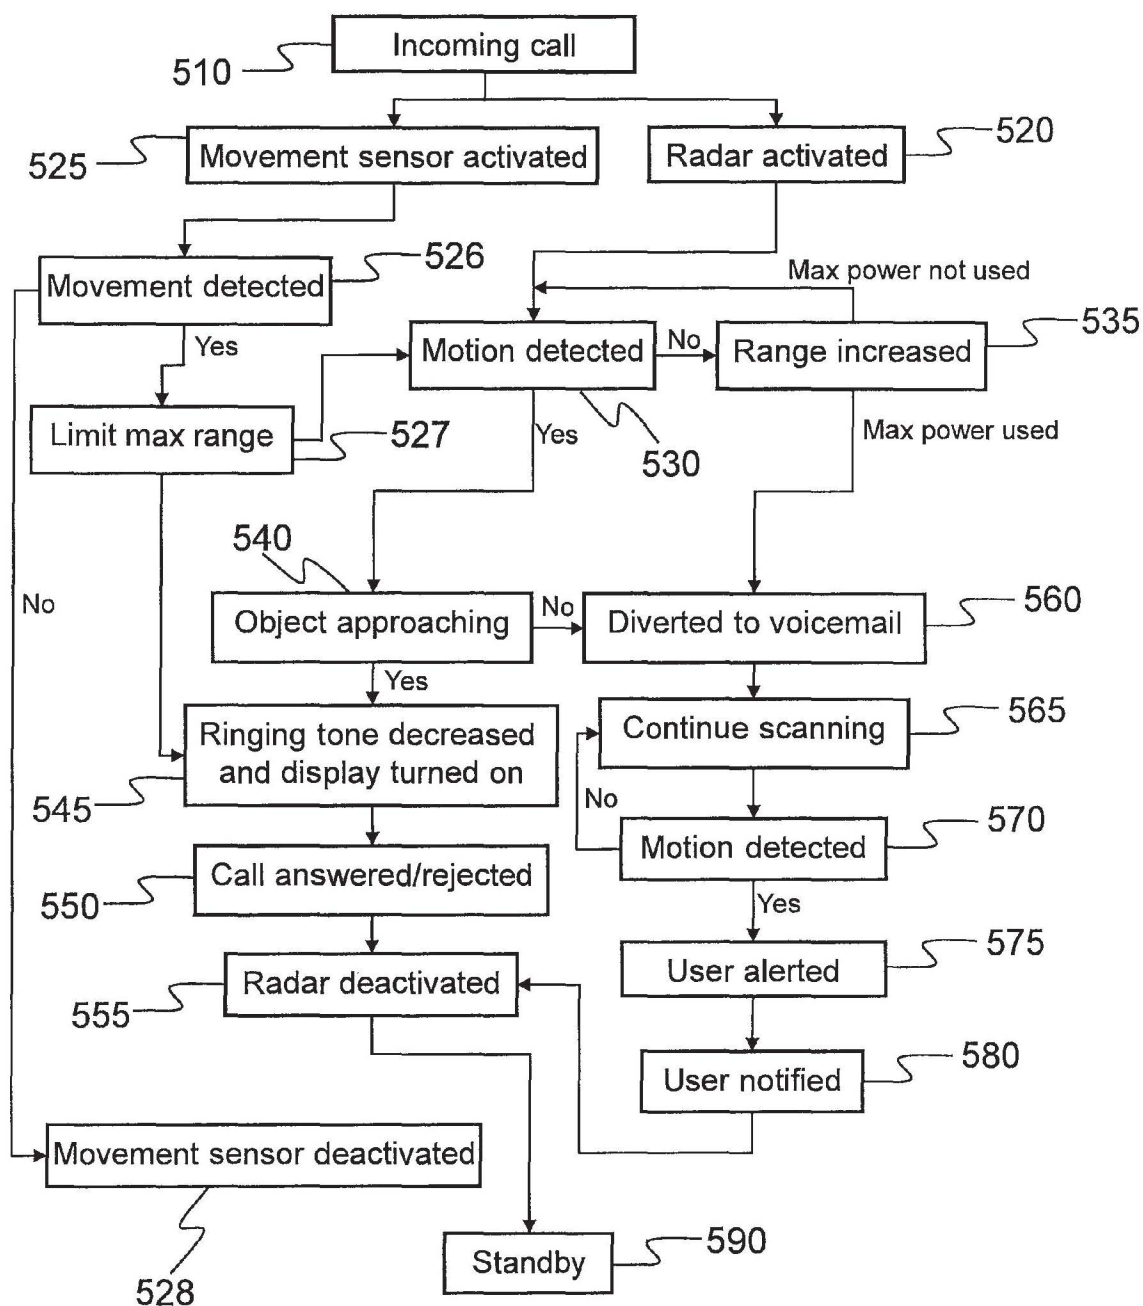 Incoming call
510
520
525
Movement sensor activated
Radar activated
526
Movement detected
Max power not used
535
Yes
Motion detected
No
Range increased
Limit max range
527
Yes
530
Max power used
540
No
Object approaching
No
Diverted to voicemail
560
Yes
Ringing tone decreased
and display turned on
545
Continue scanning
565
No
Motion detected
570
Call answered/rejected
550
Yes
Radar deactivated
555
User alerted
575
User notified
580
Movement sensor deactivated
528
Standby
590